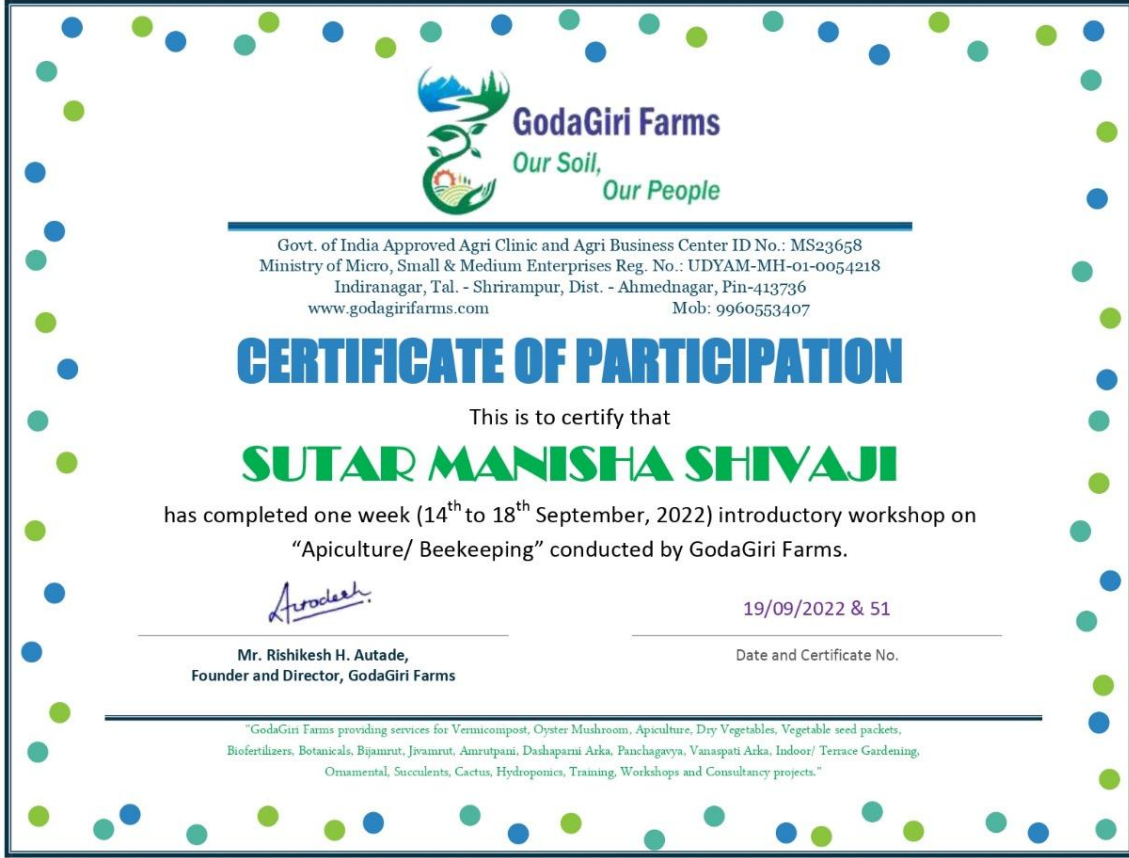 GodaGiri Farms
Our Soil,
Our People
Govt. of India Approved Agri Clinic and Agri Business Center ID No.: MS23658
Ministry of Micro, Small & Medium Enterprises Reg. No.: UDYAM-MH-01-0054218
Indiranagar, Tal. - Shrirampur, Dist. - Ahmednagar, Pin-413736
www.godagirifarms.com Mob: 9960553407
CERTIFICATE OF PARTICIPATION
This is to certify that
SUTAR MANISHA SHIVAJI
has completed one week (14th to 18th September, 2022) introductory workshop on
“Apiculture/ Beekeeping” conducted by GodaGiri Farms.
19/09/2022 & 51
Mr. Rishikesh H. Autade,
Founder and Director, GodaGiri Farms
Date and Certificate No.
"GodaGiri Farms providing services for Vermicompost, Oyster Mushroom, Apiculture, Dry Vegetables, Vegetable seed packets,
Biofertilizers, Botanicals, Bijamrut, Jivamrut, Amrutpani, Dashaparni Arka, Panchagavya, Vanaspati Arka, Indoor/ Terrace Gardening,
Ornamental, Succulents, Cactus, Hydroponics, Training, Workshops and Consultancy projects."